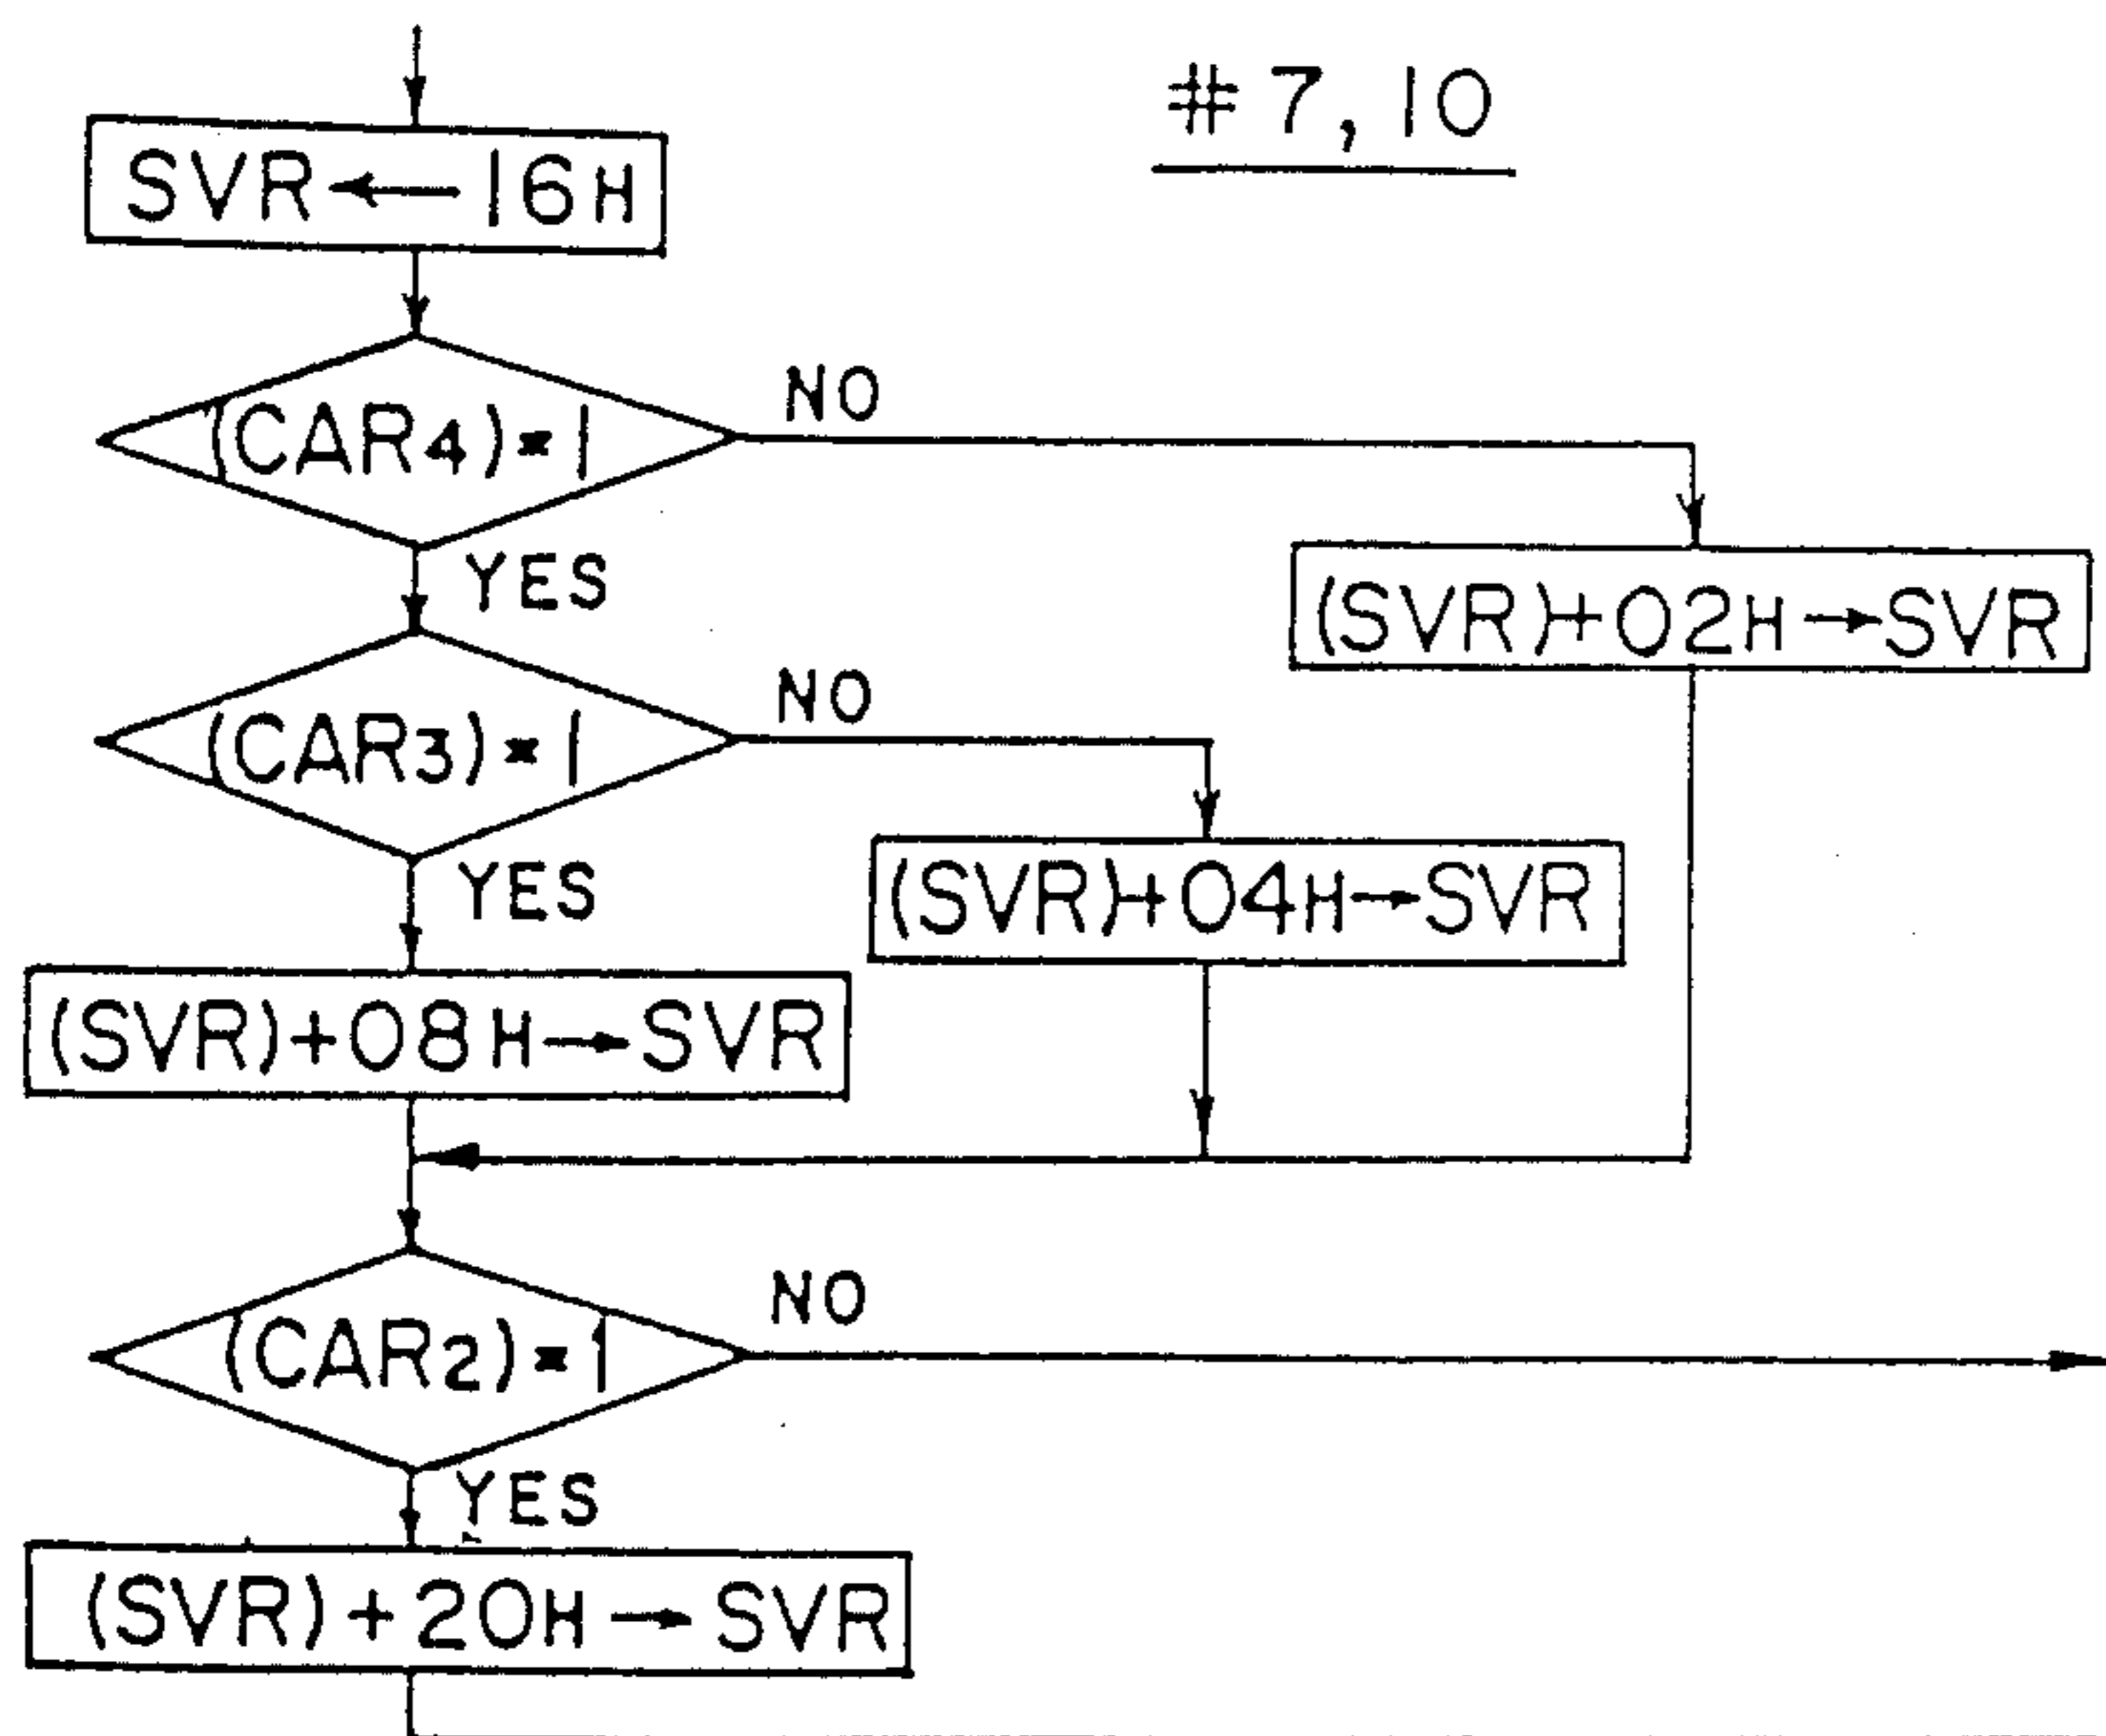 # 7, 10
SVR ← 16H
(CAR4) = 1
NO
YES
(SVR)+02H → SVR
(CAR3) = 1
NO
YES
(SVR)+04H → SVR
(SVR)+08H → SVR
(CAR2) = 1
NO
YES
(SVR)+20H → SVR